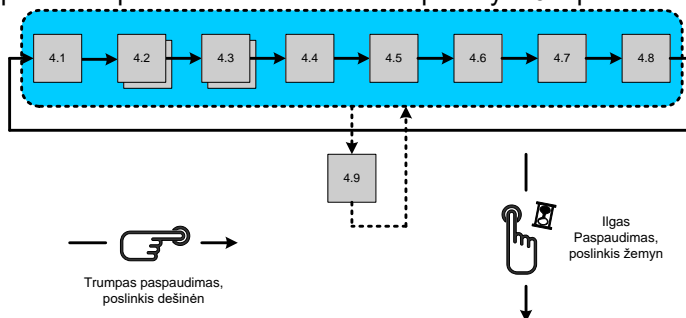 4.1 4.2 4.3 4.4 4.5 4.6 4.7 4.8
4.9
Trumpas paspaudimas,
poslinkis dešinėn
Ilgas
Paspaudimas,
poslinkis žemyn